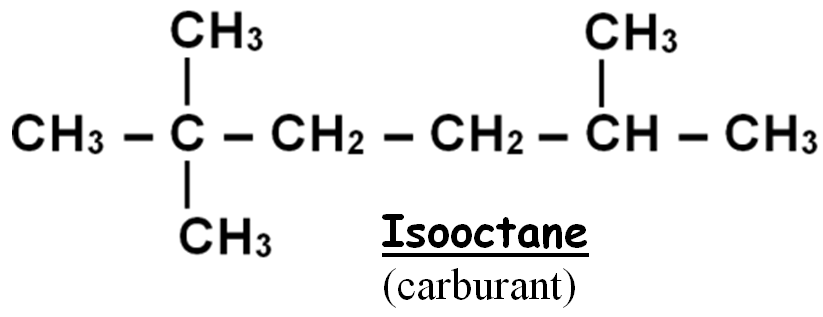 CH3 CH3
CH3 – C – CH2 – CH2 – CH – CH3
CH3
Isooctane
(carburant)